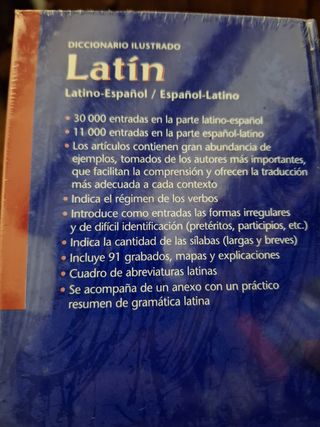 DICCIONARIO ILUSTRADO
Latín
Latino-Español / Español-Latino
• 30 000 entradas en la parte latino-español
• 11 000 entradas en la parte español-latino
• Los artículos contienen gran abundancia de
ejemplos, tomados de los autores más importantes,
que facilitan la comprensión y ofrecen la traducción
más adecuada a cada contexto
• Indica el régimen de los verbos
• Introduce como entradas las formas irregulares
y de difícil identificación (pretéritos, participios, etc.)
• Indica la cantidad de las sílabas (largas y breves)
• Incluye 91 grabados, mapas y explicaciones
• Cuadro de abreviaturas latinas
• Se acompaña de un anexo con un práctico
resumen de gramática latina